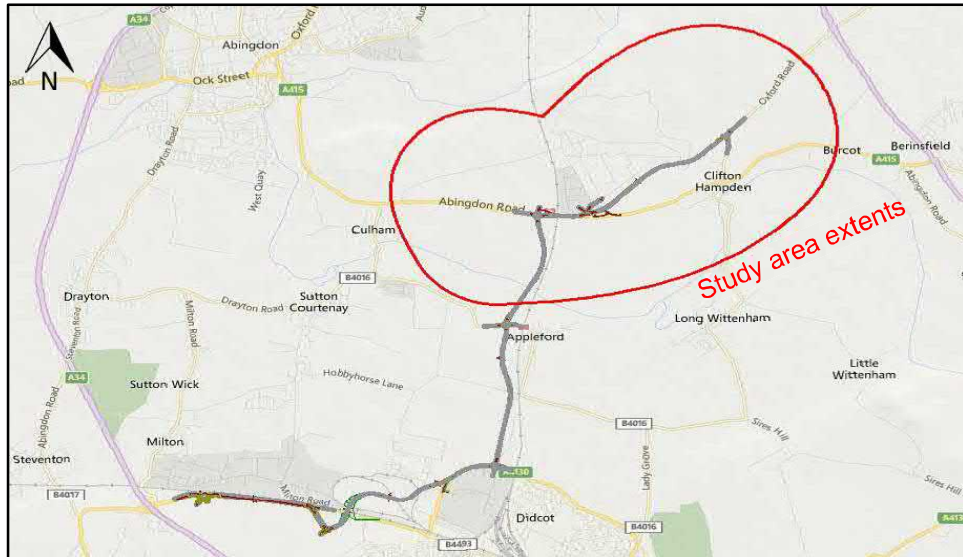 A34
Abingdon
Oxford Road
Ock Street
A415
N
Drayton Road
West Quay
Oxford Road
Burcot
Berinsfield
A415
Clifton
Hampden
Abingdon Road
Abingdon Road
Culham
Study area extents
B4016
Drayton
Drayton Road
Sutton
Courtenay
Milton Road
Steventon Road
Long Wittenham
Appleford
A34
Hobbyhorse Lane
Little
Wittenham
Sutton Wick
Abingdon Road
B4016
Sires Hill
Milton
Steventon
Lady Grove
Sires Hill
B4017
Milton Road
Didcot
B4016
B4493